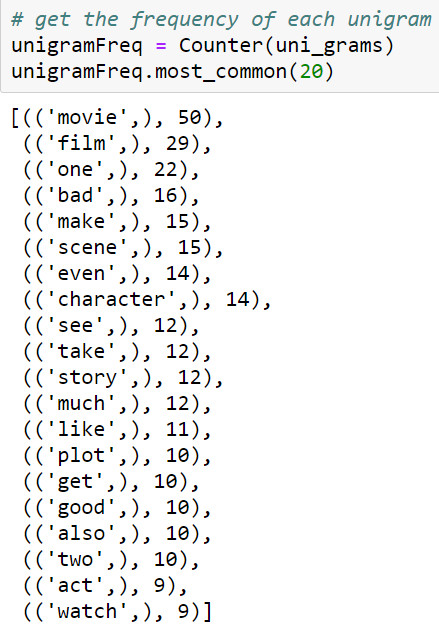 # get the frequency of each unigram
unigramFreq = Counter(uni_grams)
unigramFreq.most_common(20)
[(('movie',), 50),
(('film',), 29),
(('one',), 22),
(('bad',), 16),
(('make',), 15),
(('scene',), 15),
(('even',), 14),
(('character',), 14),
(('see',), 12),
(('take',), 12),
(('story',), 12),
(('much',), 12),
(('like',), 11),
(('plot',), 10),
(('get',), 10),
(('good',), 10),
(('also',), 10),
(('two',), 10),
(('act',), 9),
(('watch',), 9)]